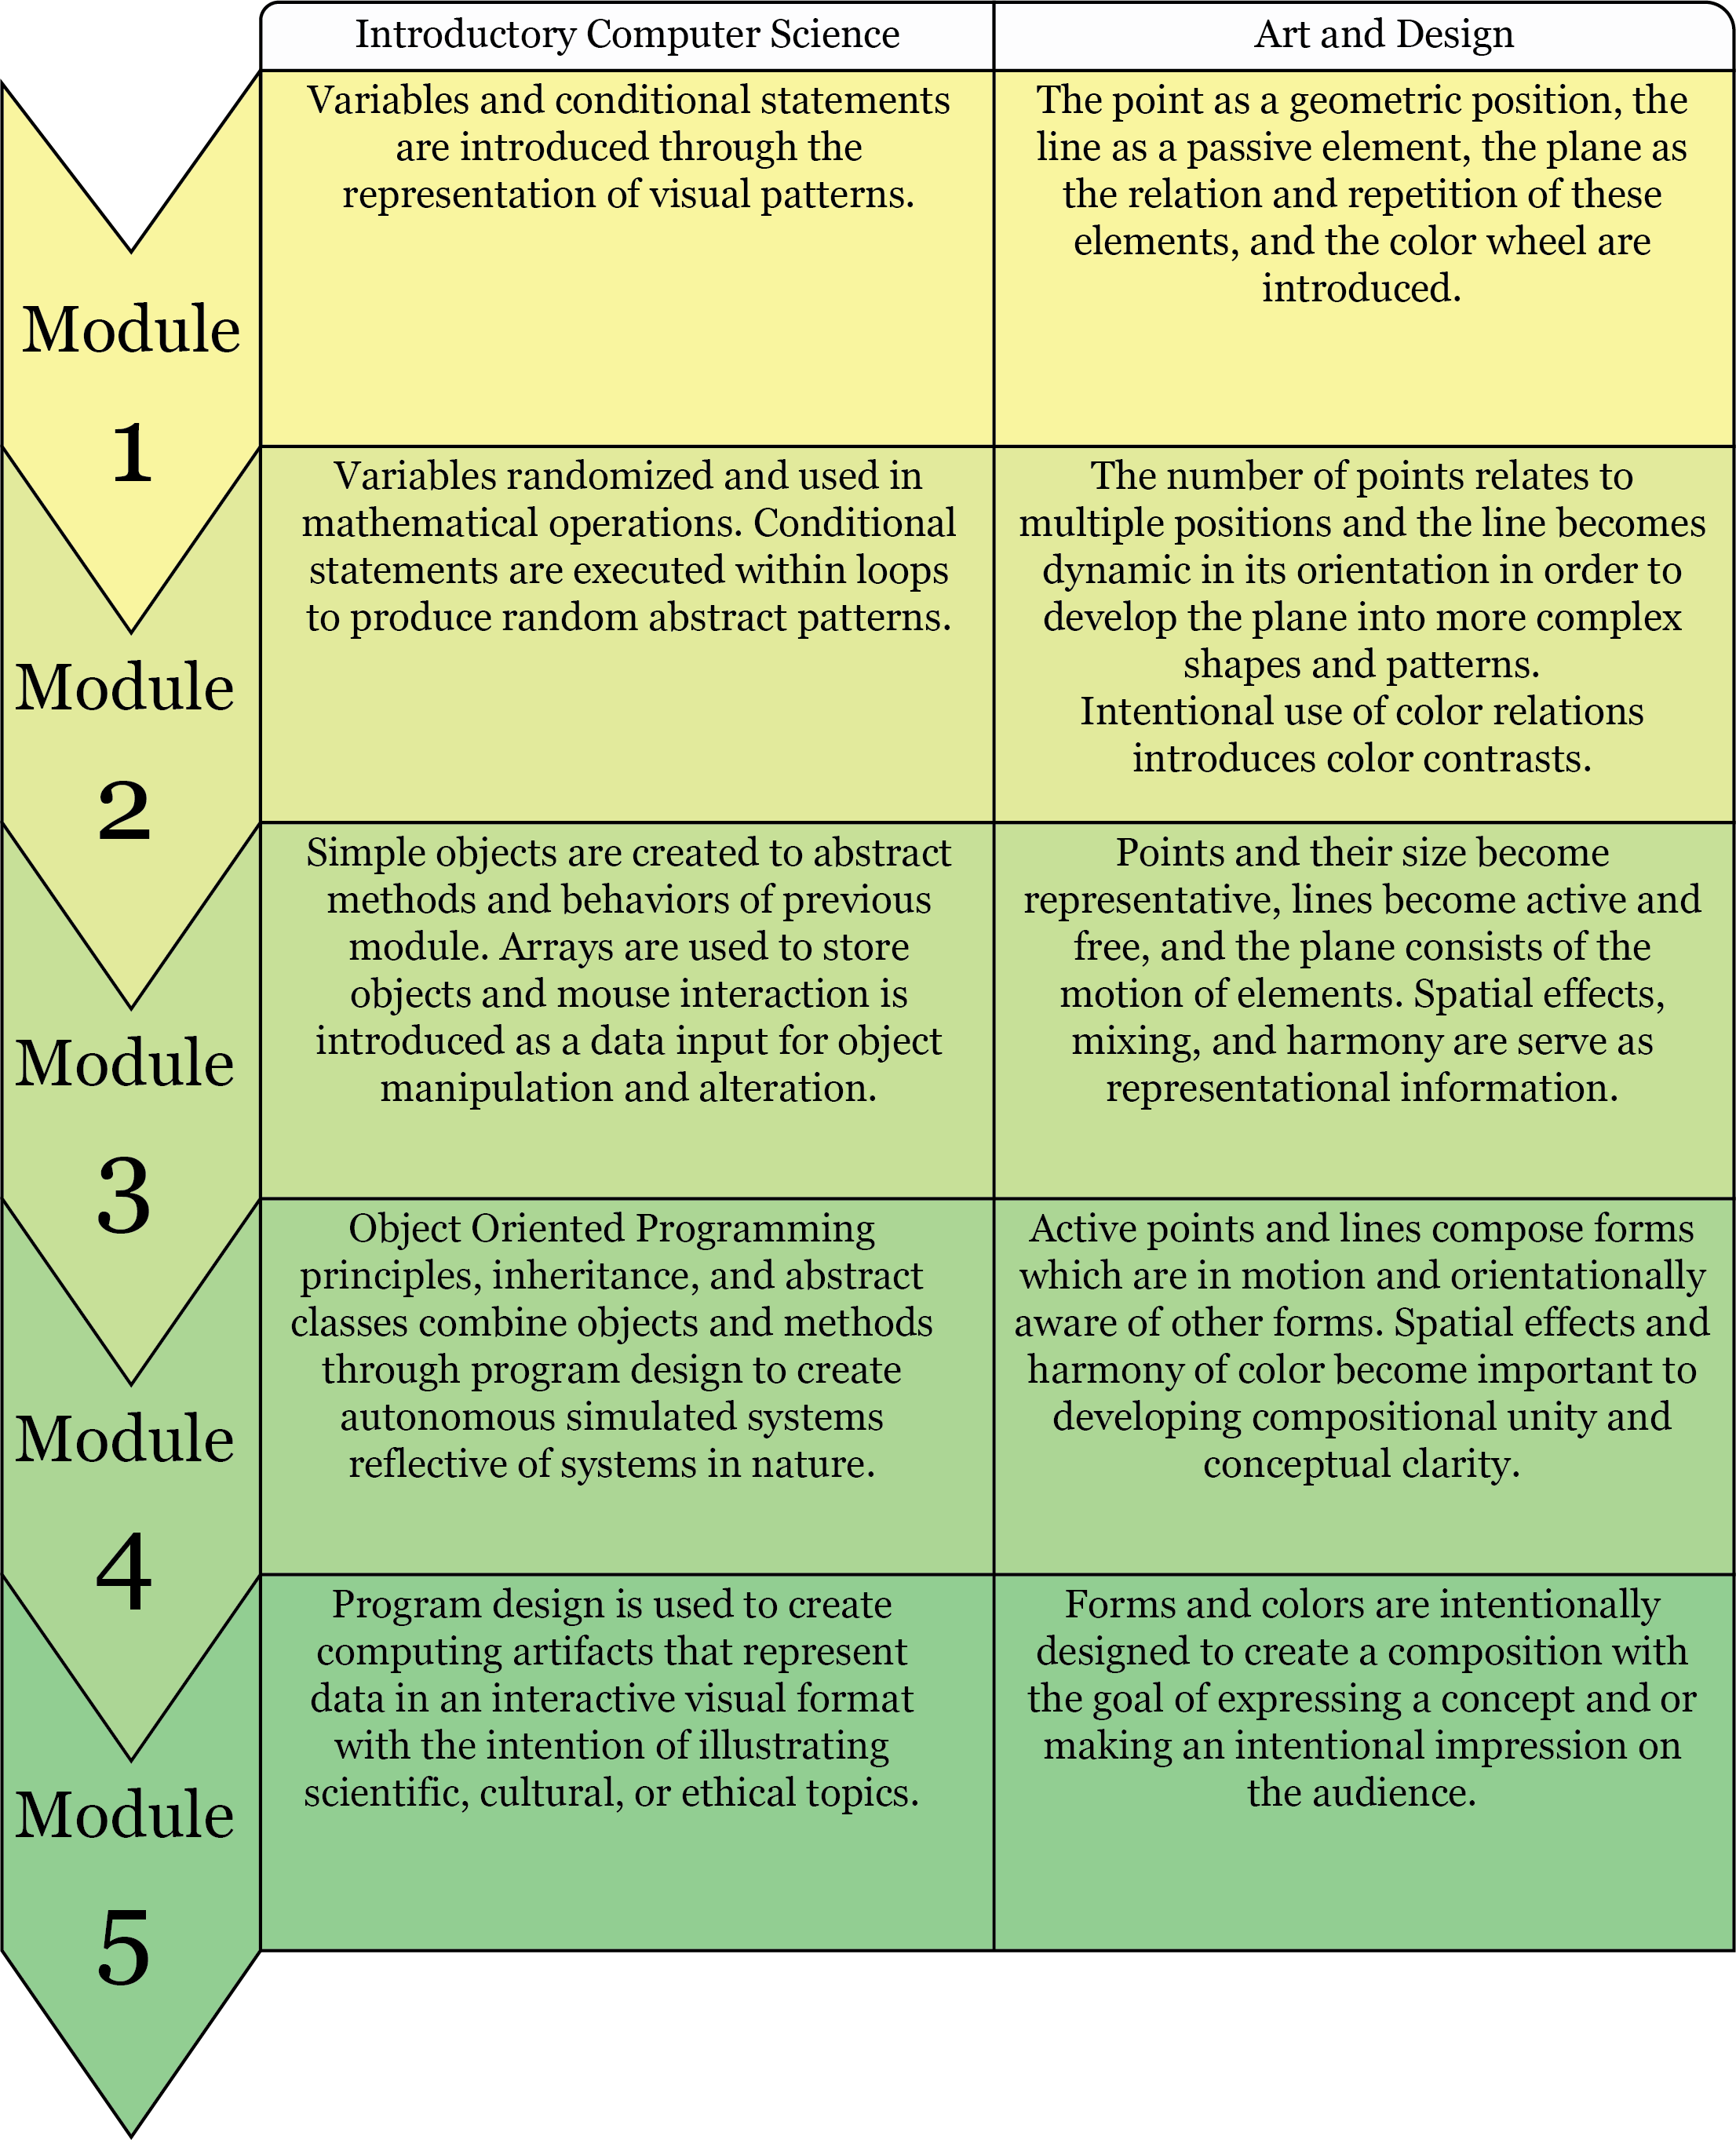 Introductory Computer Science
Art and Design
Module
1
Variables and conditional statements
are introduced through the
representation of visual patterns.
The point as a geometric position, the
line as a passive element, the plane as
the relation and repetition of these
elements, and the color wheel are
introduced.
Module
2
Variables randomized and used in
mathematical operations. Conditional
statements are executed within loops
to produce random abstract patterns.
The number of points relates to
multiple positions and the line becomes
dynamic in its orientation in order to
develop the plane into more complex
shapes and patterns.
Intentional use of color relations
introduces color contrasts.
Module
3
Simple objects are created to abstract
methods and behaviors of previous
module. Arrays are used to store
objects and mouse interaction is
introduced as a data input for object
manipulation and alteration.
Points and their size become
representative, lines become active and
free, and the plane consists of the
motion of elements. Spatial effects,
mixing, and harmony are serve as
representational information.
Module
4
Object Oriented Programming
principles, inheritance, and abstract
classes combine objects and methods
through program design to create
autonomous simulated systems
reflective of systems in nature.
Active points and lines compose forms
which are in motion and orientationally
aware of other forms. Spatial effects and
harmony of color become important to
developing compositional unity and
conceptual clarity.
Module
5
Program design is used to create
computing artifacts that represent
data in an interactive visual format
with the intention of illustrating
scientific, cultural, or ethical topics.
Forms and colors are intentionally
designed to create a composition with
the goal of expressing a concept and or
making an intentional impression on
the audience.